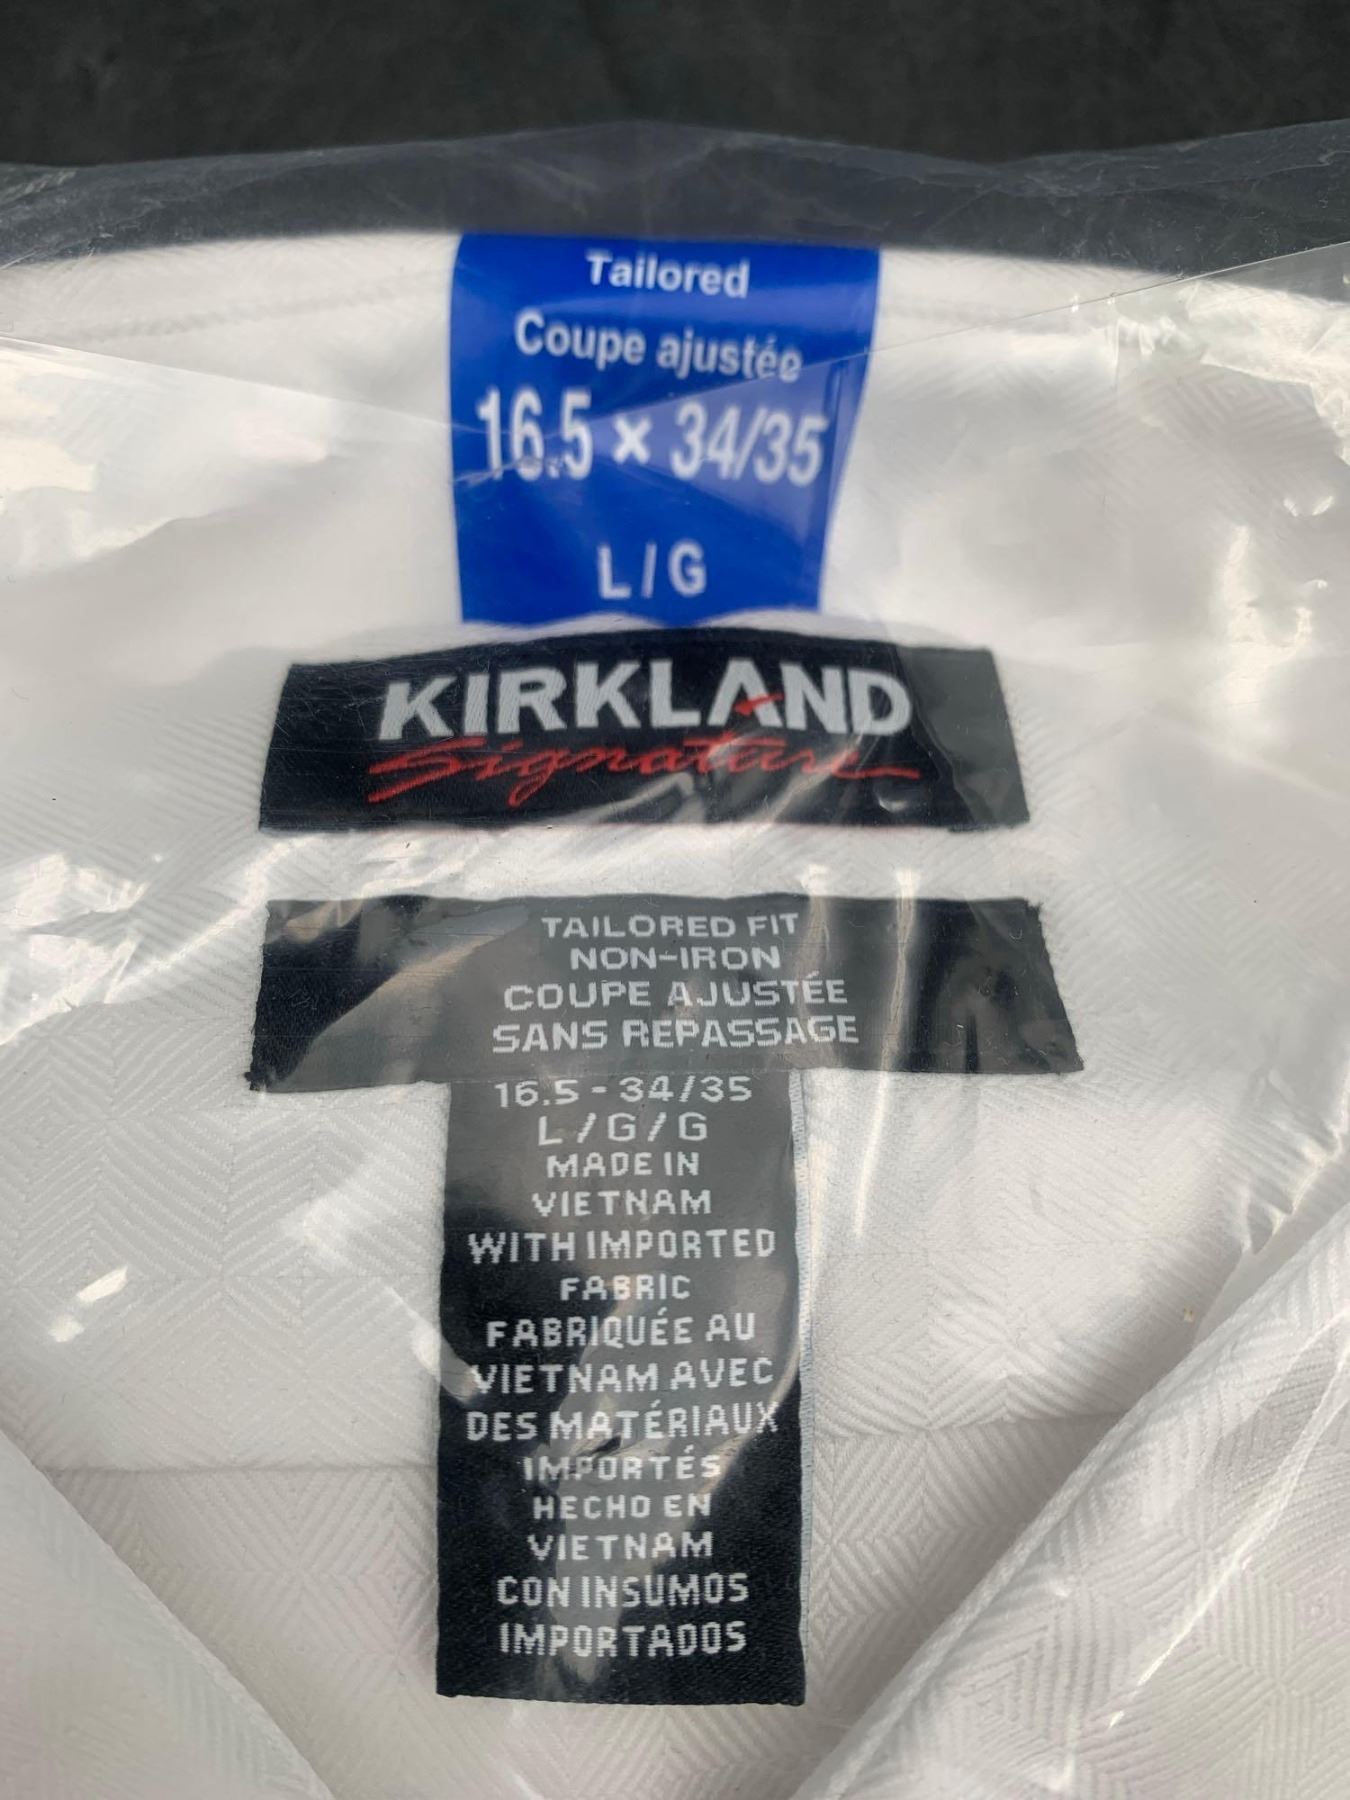 Tailored
Coupe ajustée
16.5 × 34/35
L / G
KIRKLAND
Signature
TAILORED FIT
NON-IRON
COUPE AJUSTÉE
SANS REPASSAGE
16.5 - 34/35
L/G/G
MADE IN
VIETNAM
WITH IMPORTED
FABRIC
FABRIQUÉE AU
VIETNAM AVEC
DES MATÉRIAUX
IMPORTÉS
HECHO EN
VIETNAM
CON INSUMOS
IMPORTADOS